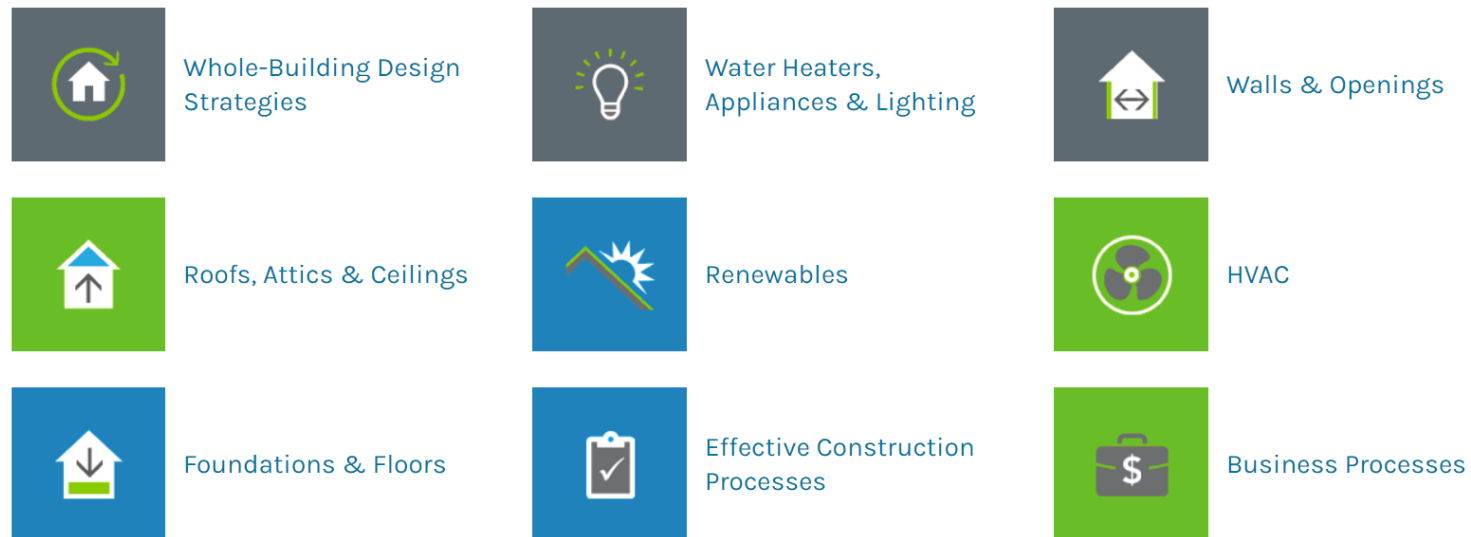 Whole-Building Design
Strategies
Water Heaters,
Appliances & Lighting
Walls & Openings
Roofs, Attics & Ceilings
Renewables
HVAC
Foundations & Floors
Effective Construction
Processes
$
Business Processes